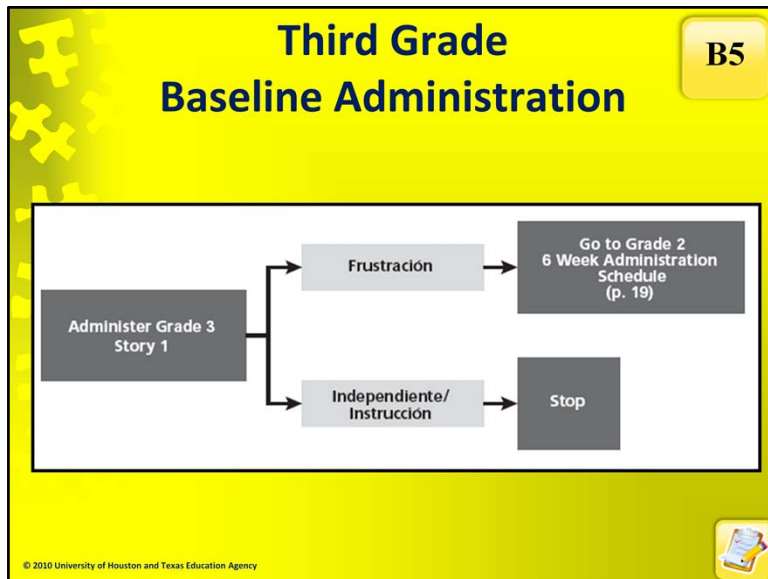 Third Grade
Baseline Administration
B5
Administer Grade 3
Story 1
Frustración
Go to Grade 2
6 Week Administration
Schedule
(p. 19)
Independiente/
Instrucción
Stop
© 2010 University of Houston and Texas Education Agency